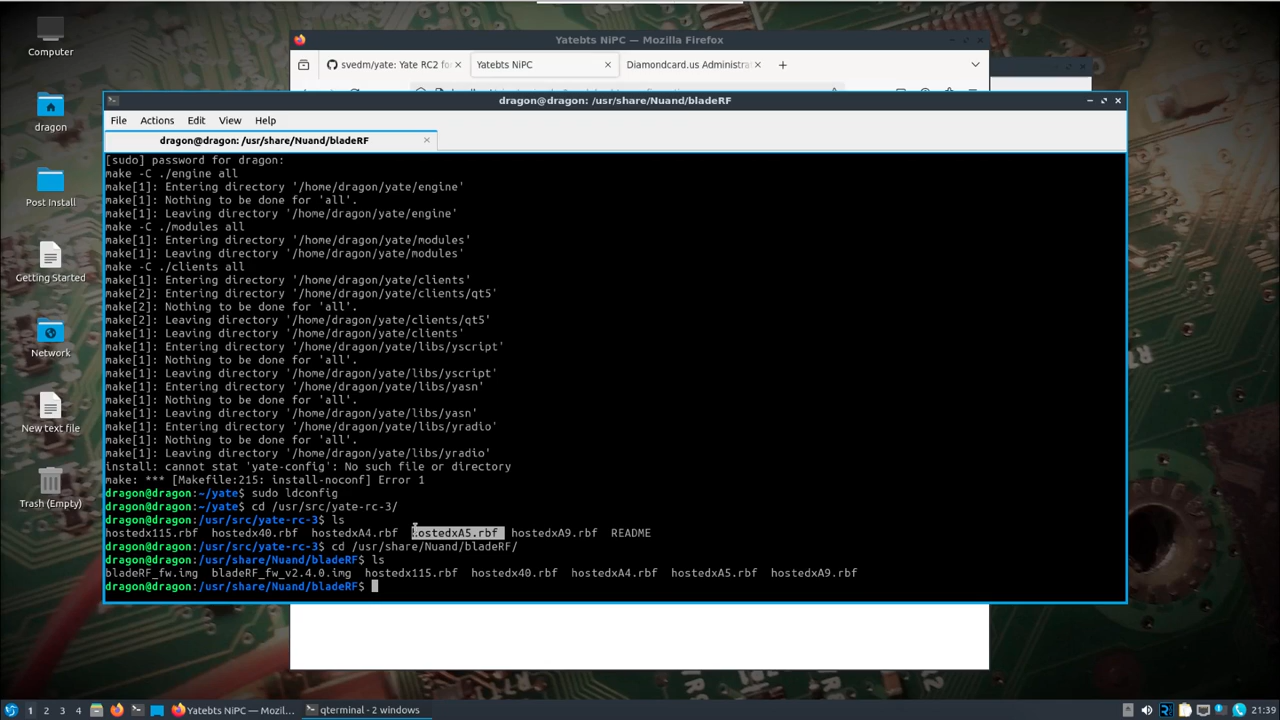 Computer
dragon
Post Install
Getting Started
Network
New text file
Trash (Empty)
Yatebts NiPC — Mozilla Firefox
svedm/yate: Yate RC2 for
Yatebts NiPC
Diamondcard.us Administra
dragon@dragon: /usr/share/Nuand/bladeRF
File Actions Edit View Help
dragon@dragon: /usr/share/Nuand/bladeRF
[sudo] password for dragon:
make -C ./engine all
make[1]: Entering directory '/home/dragon/yate/engine'
make[1]: Nothing to be done for 'all'.
make[1]: Leaving directory '/home/dragon/yate/engine'
make -C ./modules all
make[1]: Entering directory '/home/dragon/yate/modules'
make[1]: Leaving directory '/home/dragon/yate/modules'
make -C ./clients all
make[1]: Entering directory '/home/dragon/yate/clients'
make[2]: Entering directory '/home/dragon/yate/clients/qt5'
make[2]: Nothing to be done for 'all'.
make[2]: Leaving directory '/home/dragon/yate/clients/qt5'
make[1]: Leaving directory '/home/dragon/yate/clients'
make[1]: Entering directory '/home/dragon/yate/libs/yscript'
make[1]: Nothing to be done for 'all'.
make[1]: Leaving directory '/home/dragon/yate/libs/yscript'
make[1]: Entering directory '/home/dragon/yate/libs/yasn'
make[1]: Nothing to be done for 'all'.
make[1]: Leaving directory '/home/dragon/yate/libs/yasn'
make[1]: Entering directory '/home/dragon/yate/libs/yradio'
make[1]: Nothing to be done for 'all'.
make[1]: Leaving directory '/home/dragon/yate/libs/yradio'
install: cannot stat 'yate-config': No such file or directory
make: *** [Makefile:215: install-noconf] Error 1
dragon@dragon:~/yate$ sudo ldconfig
dragon@dragon:~/yate$ cd /usr/src/yate-rc-3/
dragon@dragon:/usr/src/yate-rc-3$ ls
hostedx115.rbf hostedx40.rbf hostedxA4.rbf hostedxA5.rbf hostedxA9.rbf README
dragon@dragon:/usr/src/yate-rc-3$ cd /usr/share/Nuand/bladeRF/
dragon@dragon:/usr/share/Nuand/bladeRF$ ls
bladeRF_fw.img bladeRF_fw_v2.4.0.img hostedx115.rbf hostedx40.rbf hostedxA4.rbf hostedxA5.rbf hostedxA9.rbf
dragon@dragon:/usr/share/Nuand/bladeRF$
1 2 3 4 Yatebts NiPC — Mozil... qterminal - 2 windows 21:39